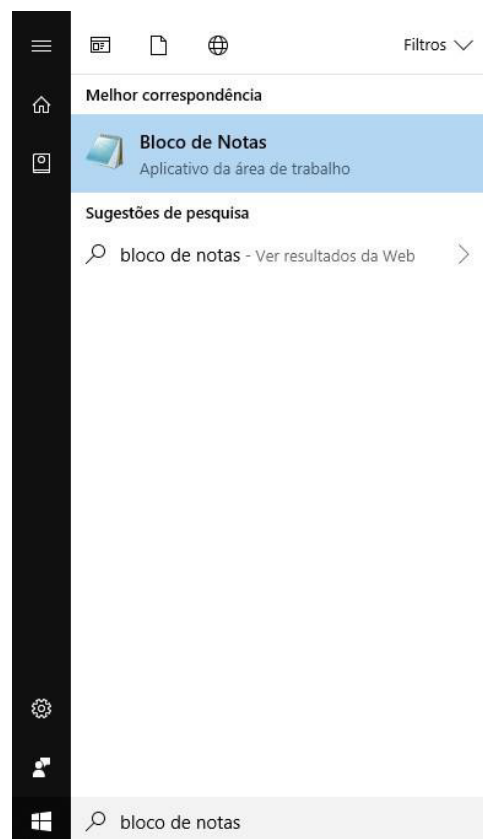 Filtros
Melhor correspondência
Bloco de Notas
Aplicativo da área de trabalho
Sugestões de pesquisa
bloco de notas - Ver resultados da Web
bloco de notas